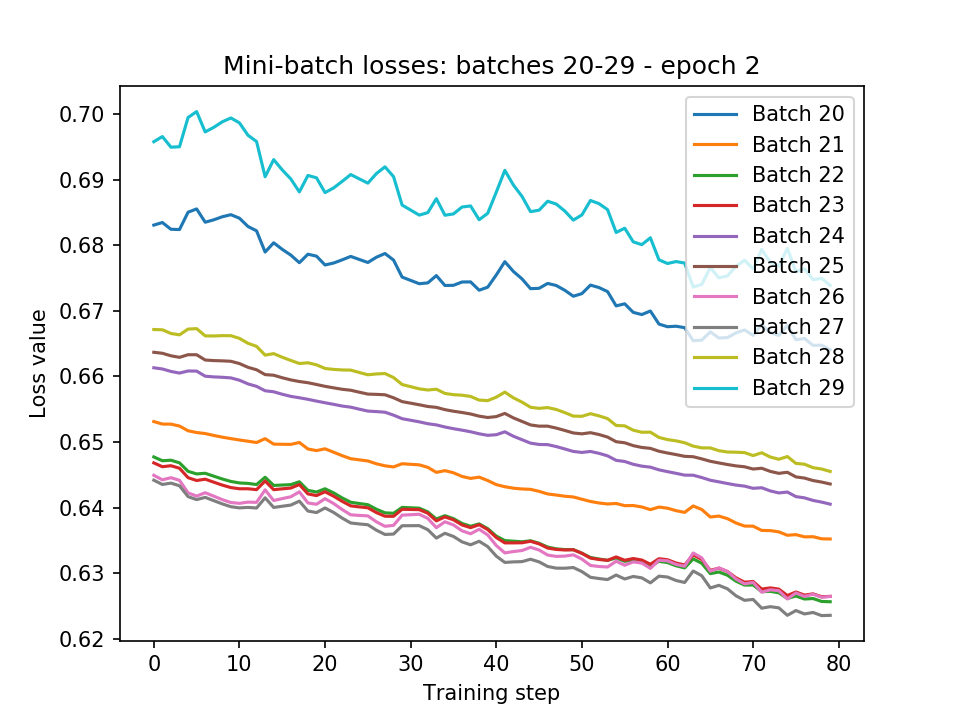 Mini-batch losses: batches 20-29 - epoch 2
0.70
0.69
0.68
0.67
0.66
0.65
0.64
0.63
0.62
Loss value
0
10
20
30
40
50
60
70
80
Training step
Batch 20
Batch 21
Batch 22
Batch 23
Batch 24
Batch 25
Batch 26
Batch 27
Batch 28
Batch 29